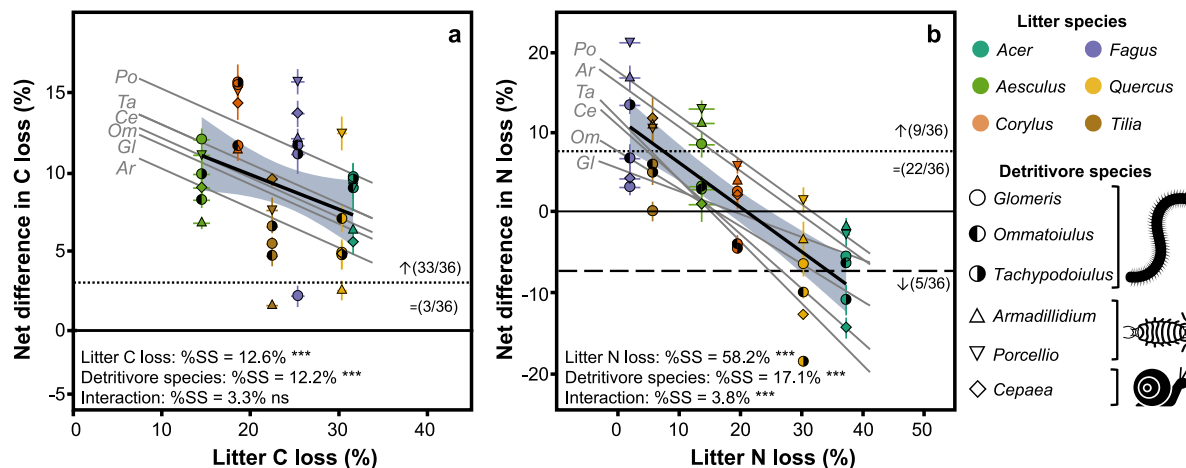 a
Net difference in C loss (%)
15
10
5
0
–5
Po
Ta
Ce
Om
Gl
Ar
↑(33/36)
=(3/36)
Litter C loss: %SS = 12.6% ***
Detritivore species: %SS = 12.2% ***
Interaction: %SS = 3.3% ns
0 10 20 30 40
Litter C loss (%)
b
Net difference in N loss (%)
20
10
0
-10
–20
Po
Ar
Ta
Ce
Om
Gl
↑(9/36)
=(22/36)
↓(5/36)
Litter N loss: %SS = 58.2% ***
Detritivore species: %SS = 17.1% ***
Interaction: %SS = 3.8% ***
0 10 20 30 40 50
Litter N loss (%)
Litter species
Acer Fagus
Aesculus Quercus
Corylus Tilia
Detritivore species
Glomeris
Ommatoiulus
Tachypodoiulus
Armadillidium
Porcellio
Cepaea